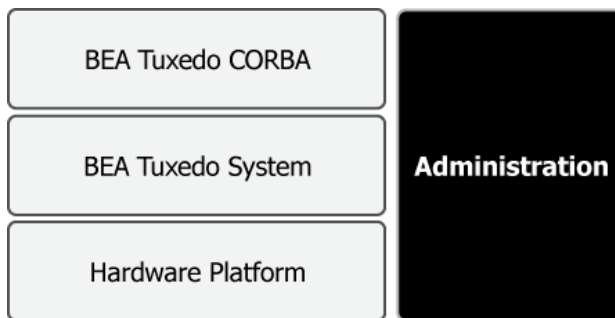 BEA Tuxedo CORBA
BEA Tuxedo System
Administration
Hardware Platform